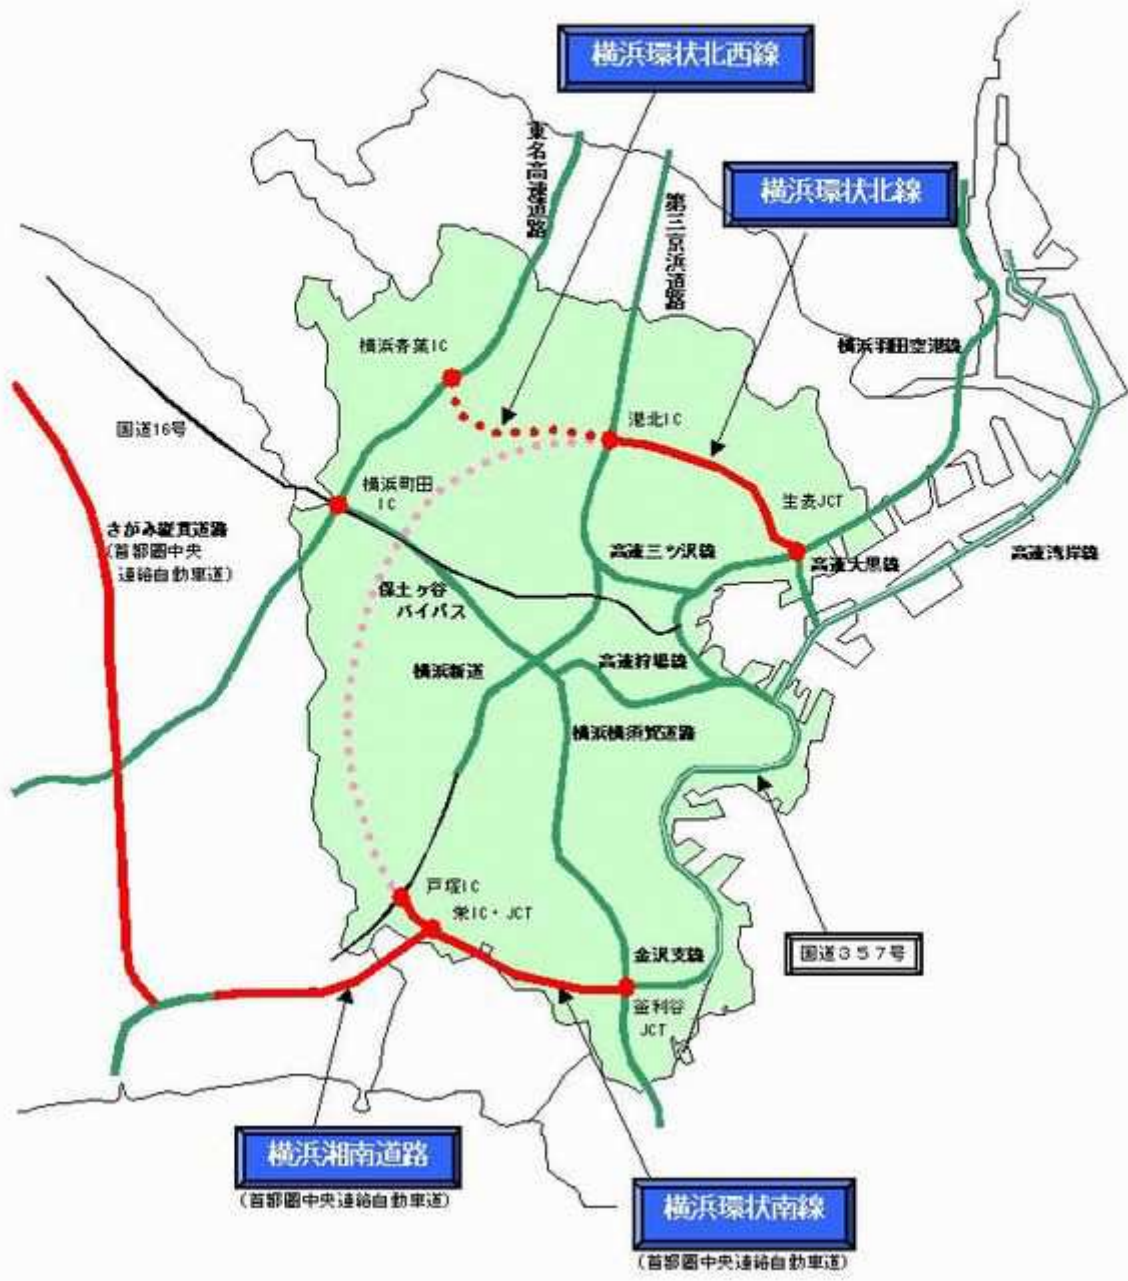 横浜環状北西線
東名高速道路
横浜環状北線
第三京浜道路
横浜青葉IC
横浜羽田空港線
国道16号
港北IC
横浜町田
IC
生麦JCT
さがみ縦貫道路
(首都圏中央
連絡自動車道)
高速三ツ沢線
高速大黒線
高速湾岸線
保土ヶ谷
バイパス
横浜新道
高速狩場線
横浜横須賀道路
戸塚IC
栄IC・JCT
金沢支線
国道357号
釜利谷
JCT
横浜湘南道路
(首都圏中央連絡自動車道)
横浜環状南線
(首都圏中央連絡自動車道)